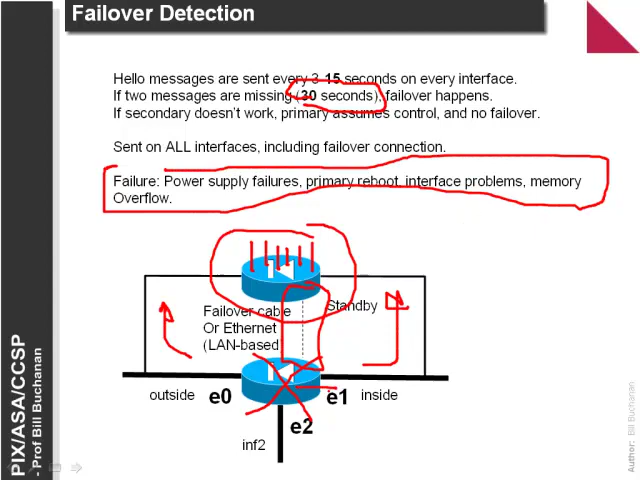 Failover Detection
Hello messages are sent every 3-15 seconds on every interface.
If two messages are missing (30 seconds), failover happens.
If secondary doesn't work, primary assumes control, and no failover.
Sent on ALL interfaces, including failover connection.
Failure: Power supply failures, primary reboot, interface problems, memory
Overflow.
Failover cable
Or Ethernet
(LAN-based
Standby
outside
e0
e1
inside
e2
inf2
PIX/ASA/CCSP
- Prof Bill Buchanan
Author: Bill Buchanan